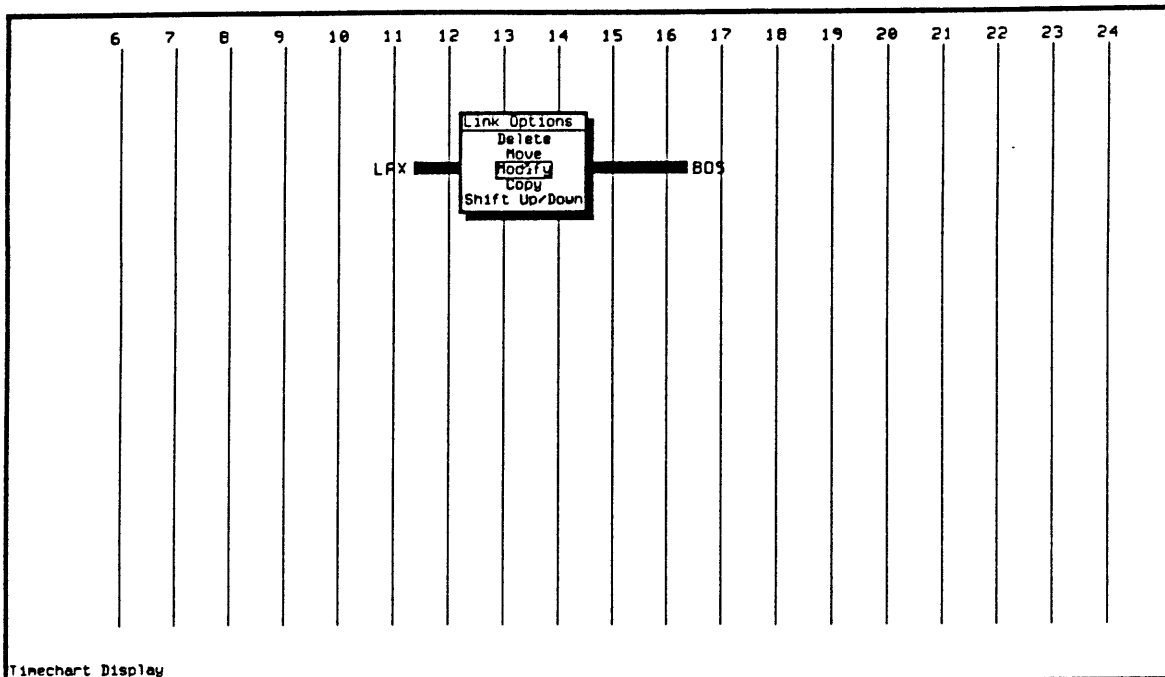 6 7 8 9 10 11 12 13 14 15 16 17 18 19 20 21 22 23 24
Link Options
Delete
Move
LAX Modify BOS
Copy
Shift Up/Down
Timechart Display